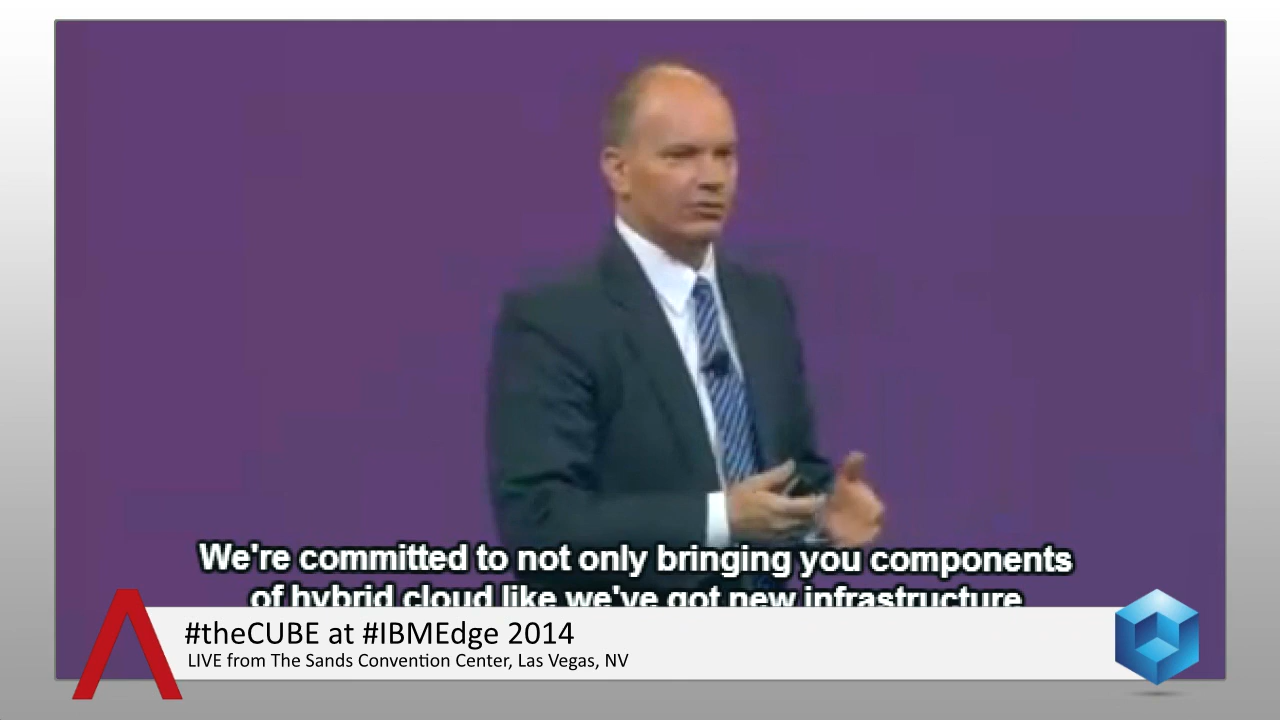 We're committed to not only bringing you components
of hybrid cloud like we've got new infrastructure
#theCUBE at #IBMEdge 2014
LIVE from The Sands Convention Center, Las Vegas, NV